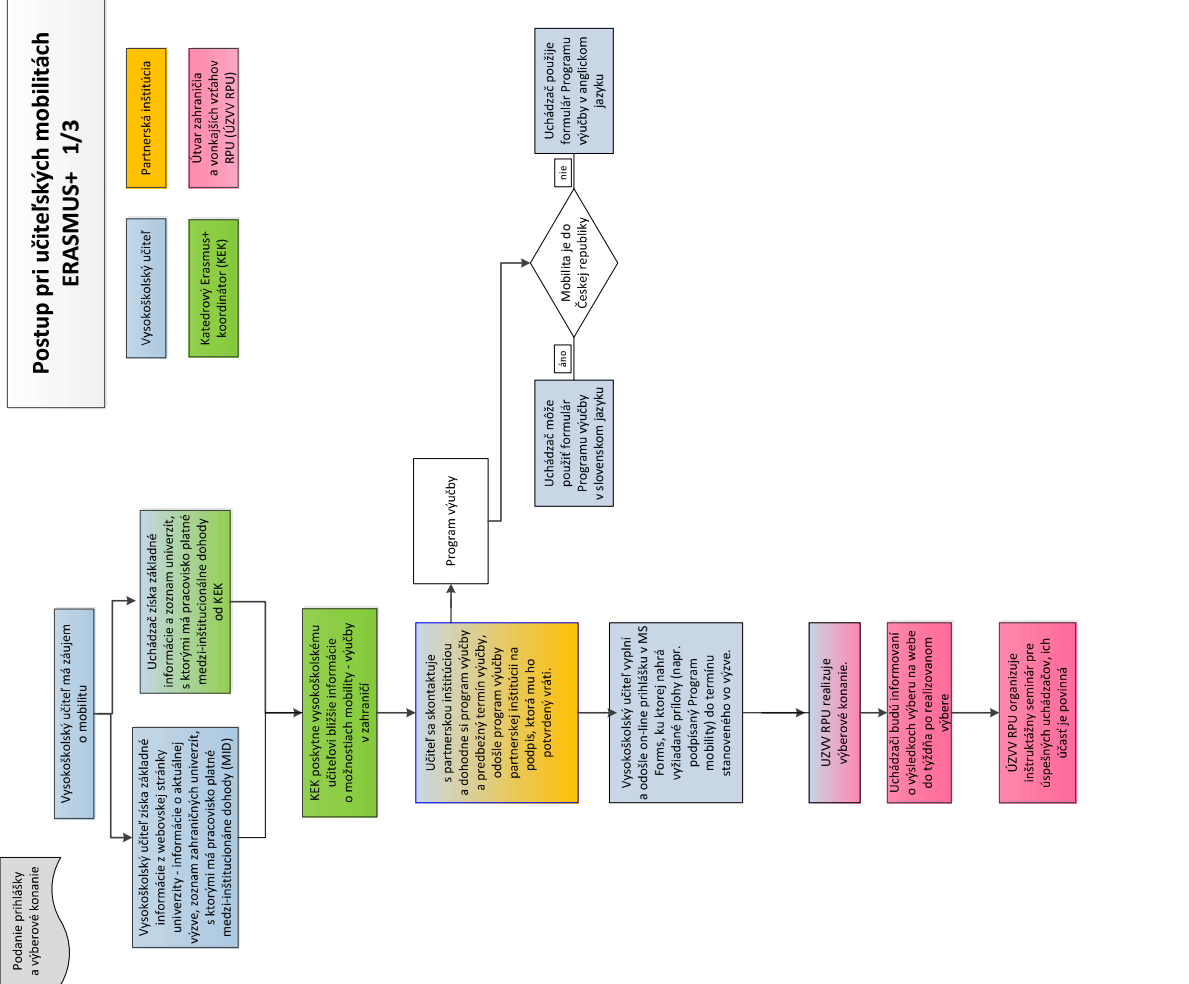 Postup pri učiteľských mobilitách
ERASMUS+ 1/3
Vysokoškolský učiteľ
Partnerská inštitúcia
Katedrový Erasmus+
koordinátor (KEK)
Útvar zahraničia
a vonkajších vzťahov
RPU (ÚZVV RPU)
Podanie prihlášky
a výberové konanie
Vysokoškolský učiteľ má záujem
o mobilitu
Vysokoškolský učiteľ získa základné
informácie z webovskej stránky
univerzity - informácie o aktuálnej
výzve, zoznam zahraničných univerzít,
s ktorými má pracovisko platné
medzi-inštitucionáne dohody (MID)
Uchádzač získa základné
informácie a zoznam univerzít,
s ktorými má pracovisko platné
medzi-inštitucionálne dohody
od KEK
KEK poskytne vysokoškolskému
učiteľovi bližšie informácie
o možnostiach mobility - výučby
v zahraničí
Učiteľ sa skontaktuje
s partnerskou inštitúciou
a dohodne si program výučby
a predbežný termín výučby,
odošle program výučby
partnerskej inštitúcii na
podpis, ktorá mu ho
potvrdený vráti.
Program výučby
Mobilita je do
Českej republiky
áno
nie
Uchádzač môže
použiť formulár
Programu výučby
v slovenskom jazyku
Uchádzač použije
formulár Programu
výučby v anglickom
jazyku
Vysokoškolský učiteľ vyplní
a odošle on-line prihlášku v MS
Forms, ku ktorej nahrá
vyžiadané prílohy (napr.
podpísaný Program
mobility) do termínu
stanoveného vo výzve.
UZVV RPU realizuje
výberové konanie.
Uchádzači budú informovaní
o výsledkoch výberu na webe
do týždňa po realizovanom
výbere
ÚZVV RPU organizuje
inštruktážny seminár pre
úspešných uchádzačov, ich
účasť je povinná